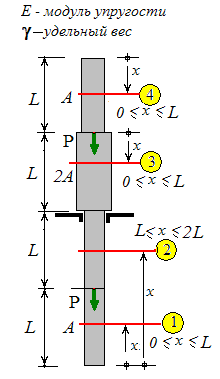 E - модуль упругости
γ – удельный вес
x
L
A
4
0 ⩽ x ⩽ L
P
3
L
2A
0 ⩽ x ⩽ L
L ⩽ x ⩽ 2L
L
2
x
P
1
L
A
x
0 ⩽ x ⩽ L